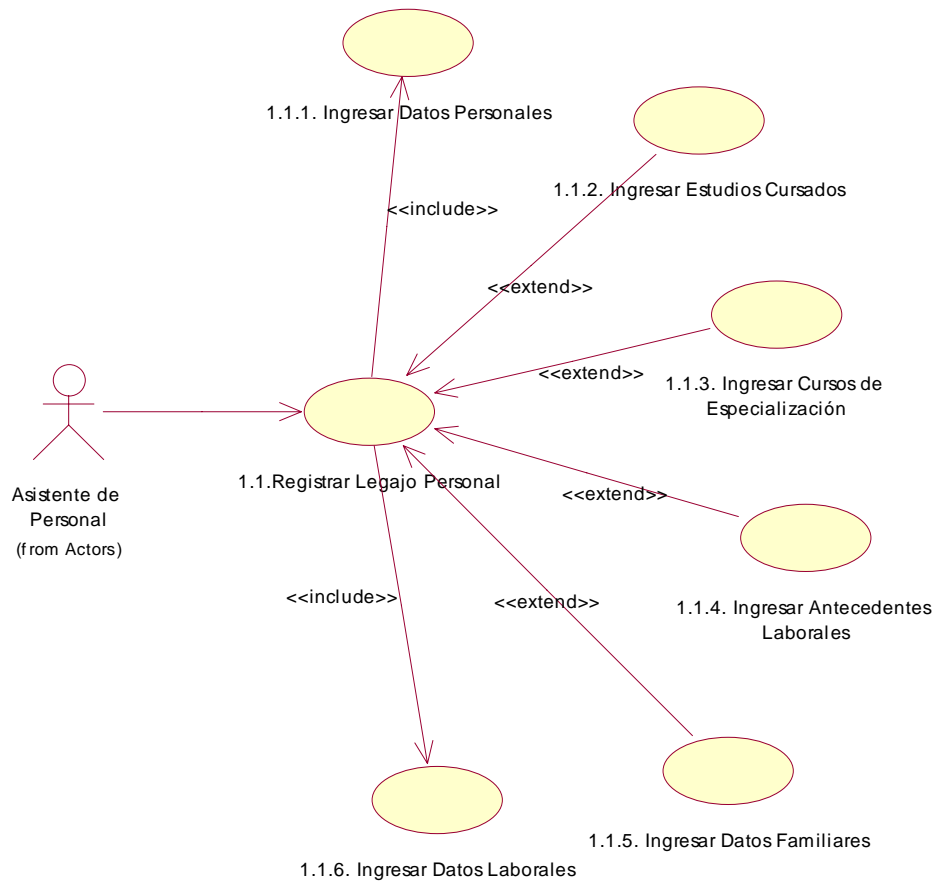 1.1.1. Ingresar Datos Personales
1.1.2. Ingresar Estudios Cursados
<<include>>
<<extend>>
<<extend>>
1.1.3. Ingresar Cursos de
Especialización
1.1.Registrar Legajo Personal
<<extend>>
Asistente de
Personal
(from Actors)
<<include>>
<<extend>>
1.1.4. Ingresar Antecedentes
Laborales
1.1.5. Ingresar Datos Familiares
1.1.6. Ingresar Datos Laborales